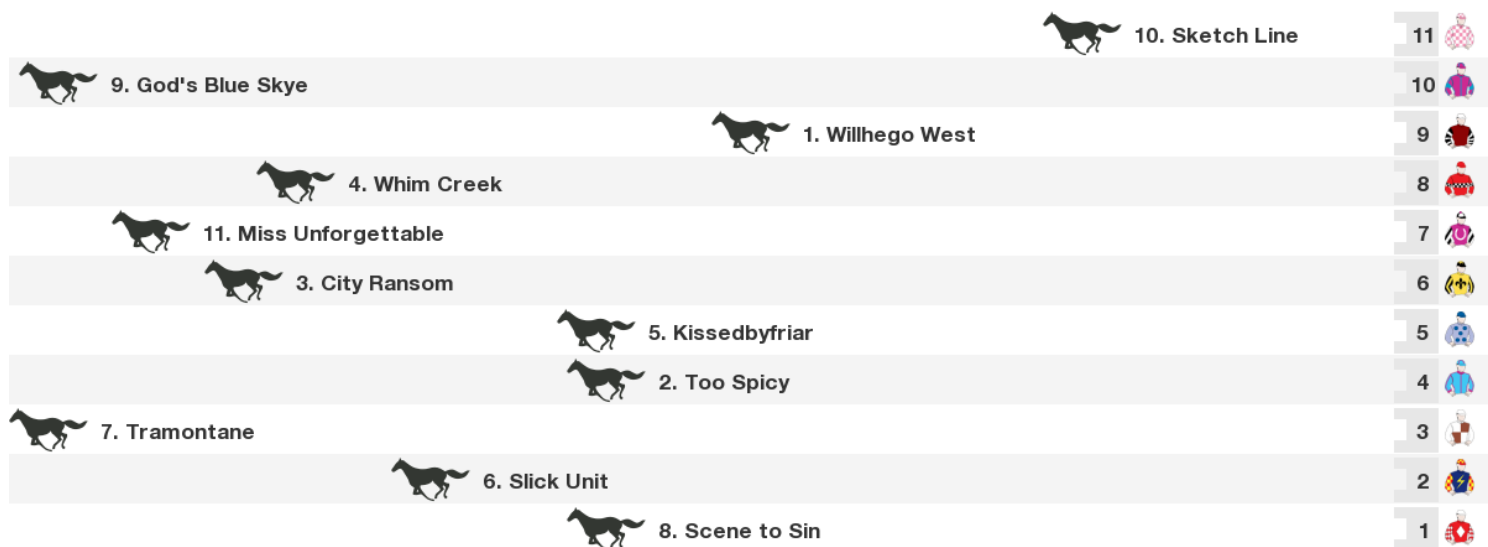 10. Sketch Line 11
9. God's Blue Skye 10
1. Willhego West 9
4. Whim Creek 8
11. Miss Unforgettable 7
3. City Ransom 6
5. Kissedbyfriar 5
2. Too Spicy 4
7. Tramontane 3
6. Slick Unit 2
8. Scene to Sin 1